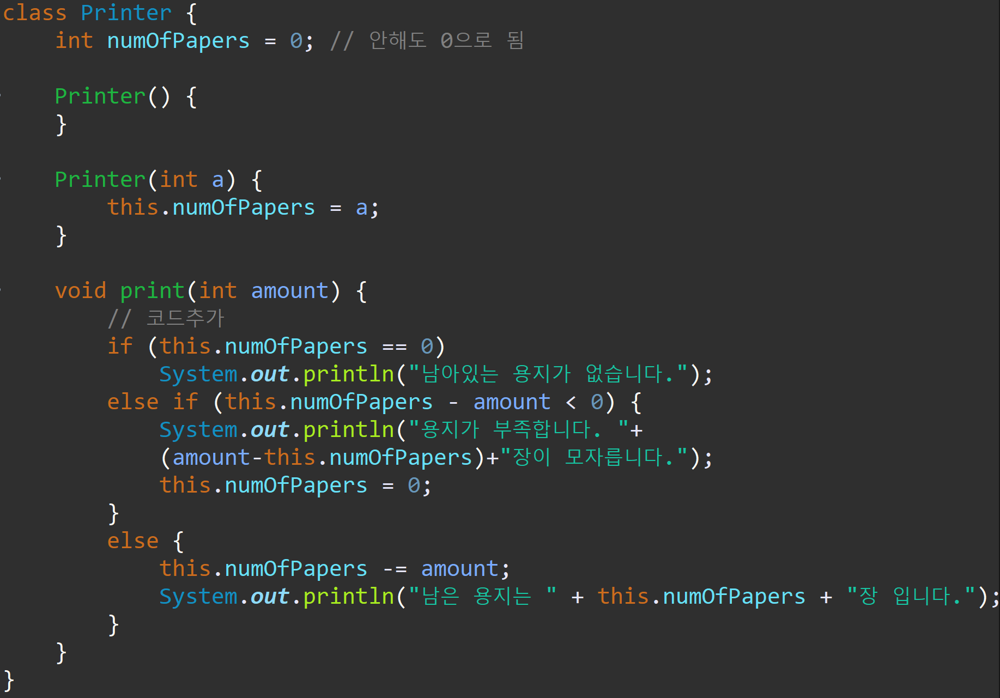 class Printer {
    int numOfPapers = 0; // 안해도 0으로 됨

    Printer() {
    }

    Printer(int a) {
        this.numOfPapers = a;
    }

    void print(int amount) {
        // 코드추가
        if (this.numOfPapers == 0)
            System.out.println("남아있는 용지가 없습니다.");
        else if (this.numOfPapers - amount < 0) {
            System.out.println("용지가 부족합니다. "+
            (amount-this.numOfPapers)+"장이 모자릅니다.");
            this.numOfPapers = 0;
        }
        else {
            this.numOfPapers -= amount;
            System.out.println("남은 용지는 " + this.numOfPapers + "장 입니다.");
        }
    }
}